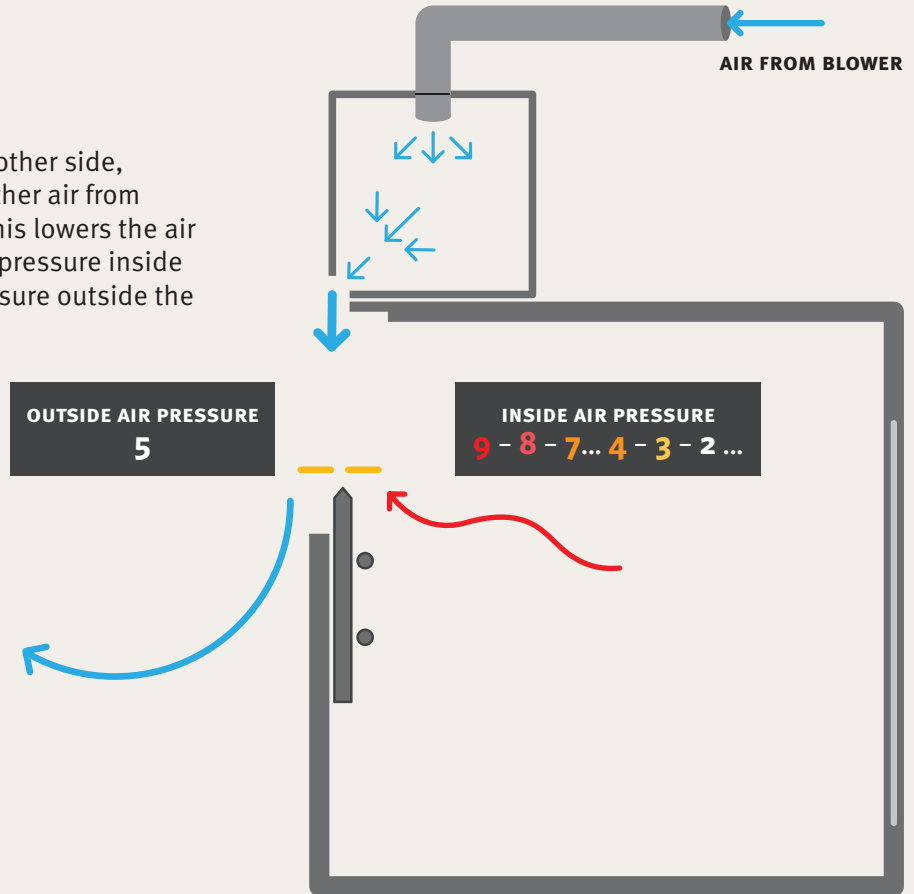 AIR FROM BLOWER
other side,
ther air from
his lowers the air
pressure inside
sure outside the
OUTSIDE AIR PRESSURE
5
INSIDE AIR PRESSURE
9 – 8 – 7... 4 – 3 – 2 ...